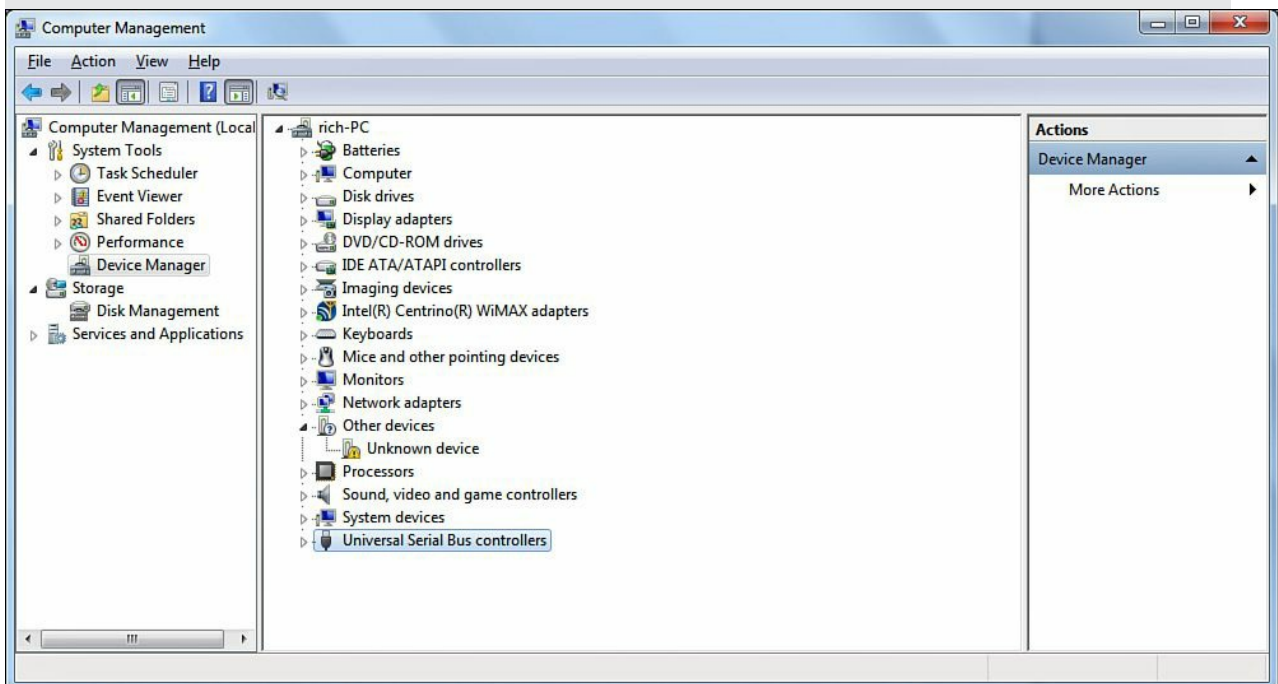 Computer Management
File Action View Help
Computer Management (Local
System Tools
Task Scheduler
Event Viewer
Shared Folders
Performance
Device Manager
Storage
Disk Management
Services and Applications
rich-PC
Batteries
Computer
Disk drives
Display adapters
DVD/CD-ROM drives
IDE ATA/ATAPI controllers
Imaging devices
Intel(R) Centrino(R) WiMAX adapters
Keyboards
Mice and other pointing devices
Monitors
Network adapters
Other devices
Unknown device
Processors
Sound, video and game controllers
System devices
Universal Serial Bus controllers
Actions
Device Manager
More Actions